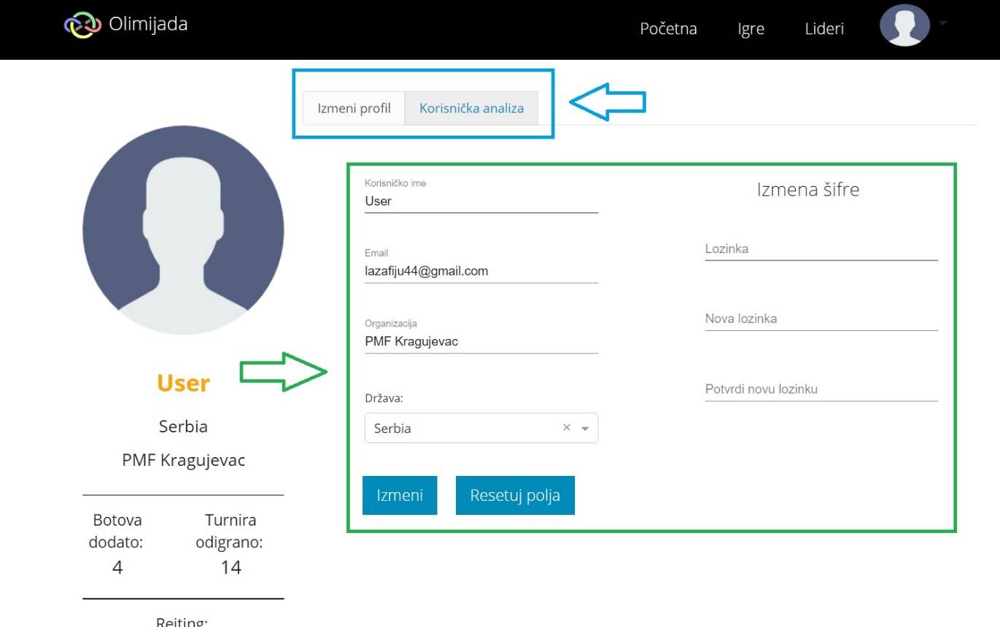 Olimijada
Početna Igre Lideri
Izmeni profil Korisnička analiza
User
Serbia
PMF Kragujevac
Botova dodato:
4
Turnira odigrano:
14
Rejting:
Korisničko ime
User
Email
lazafiju44@gmail.com
Organizacija
PMF Kragujevac
Država:
Serbia
Izmeni Resetuj polja
Izmena šifre
Lozinka
Nova lozinka
Potvrdi novu lozinku